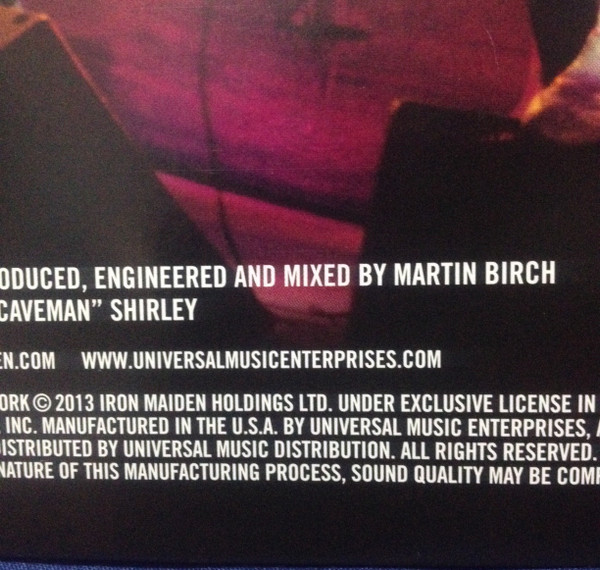 ODUCED, ENGINEERED AND MIXED BY MARTIN BIRCH
CAVEMAN” SHIRLEY
EN.COM WWW.UNIVERSALMUSICENTERPRISES.COM
ORK © 2013 IRON MAIDEN HOLDINGS LTD. UNDER EXCLUSIVE LICENSE IN
, INC. MANUFACTURED IN THE U.S.A. BY UNIVERSAL MUSIC ENTERPRISES, A
DISTRIBUTED BY UNIVERSAL MUSIC DISTRIBUTION. ALL RIGHTS RESERVED.
NATURE OF THIS MANUFACTURING PROCESS, SOUND QUALITY MAY BE COMP